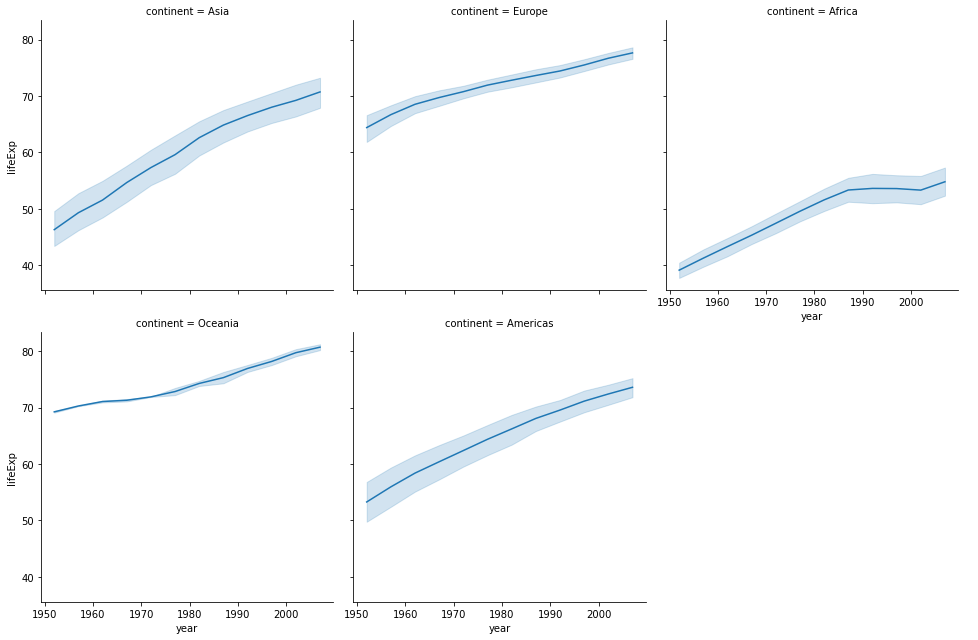 continent = Asia
continent = Europe
continent = Africa
80
70
60
50
40
lifeExp
1950 1960 1970 1980 1990 2000
year
continent = Oceania
continent = Americas
80
70
60
50
40
lifeExp
1950 1960 1970 1980 1990 2000
year
1950 1960 1970 1980 1990 2000
year